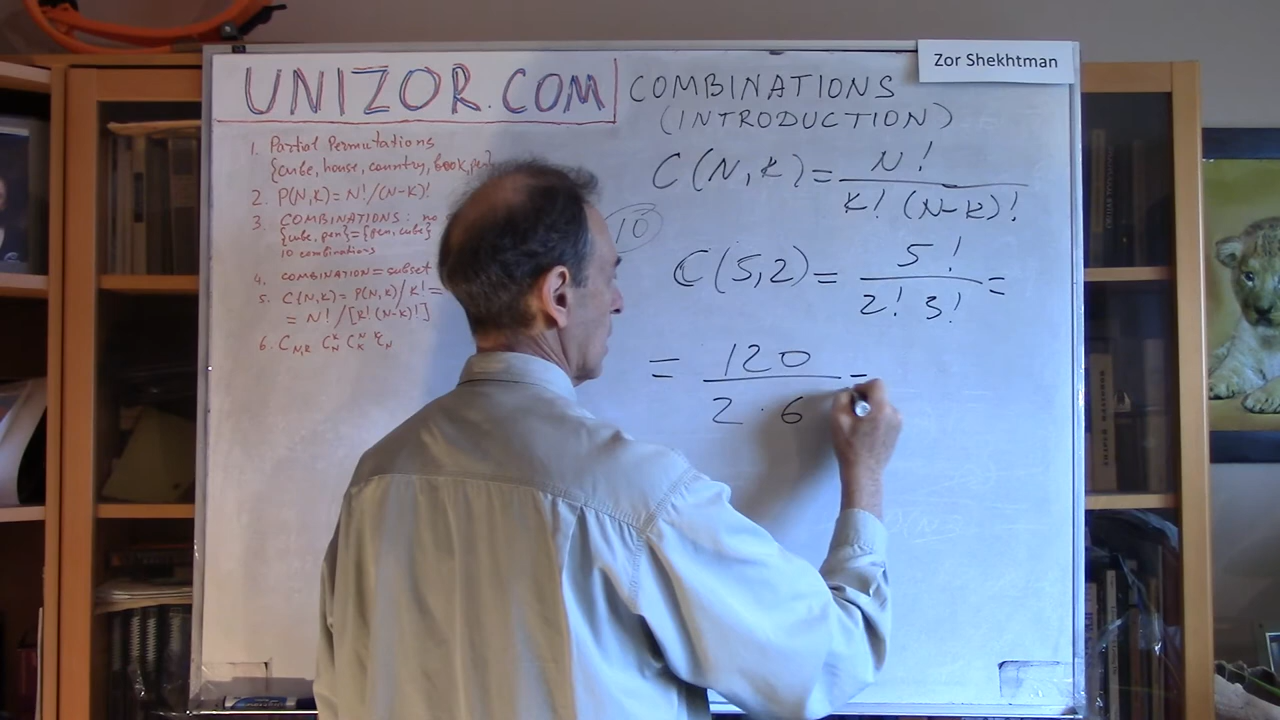 Zor Shekhtman
UNIZOR.COM
COMBINATIONS
(INTRODUCTION)
1. Partial Permutations
{cube, house, country, book, pen}
2. P(N,K)=N!/(N-K)!
3. COMBINATIONS: no
{cube, pen}={pen, cube}
10 combinations
4. COMBINATION = subset
5. C(N,K)=P(N,K)/K!=
=N!/[K!(N-K)!]
6.
C(N,K)=N!/K!(N-K)!
10
C(5,2)=5!/2! 3!=
=120/2·6=